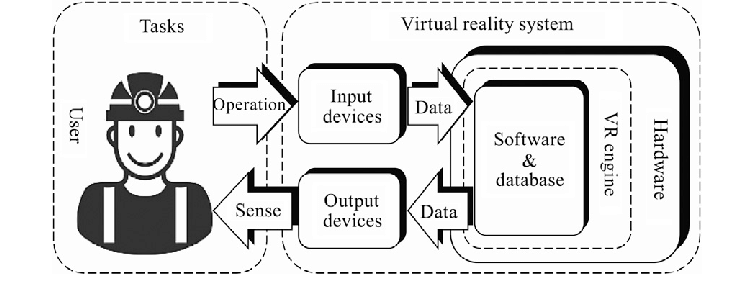 Tasks
Virtual reality system
User
Operation
Input
devices
Data
Software
&
database
VR engine
Hardware
Sense
Output
devices
Data